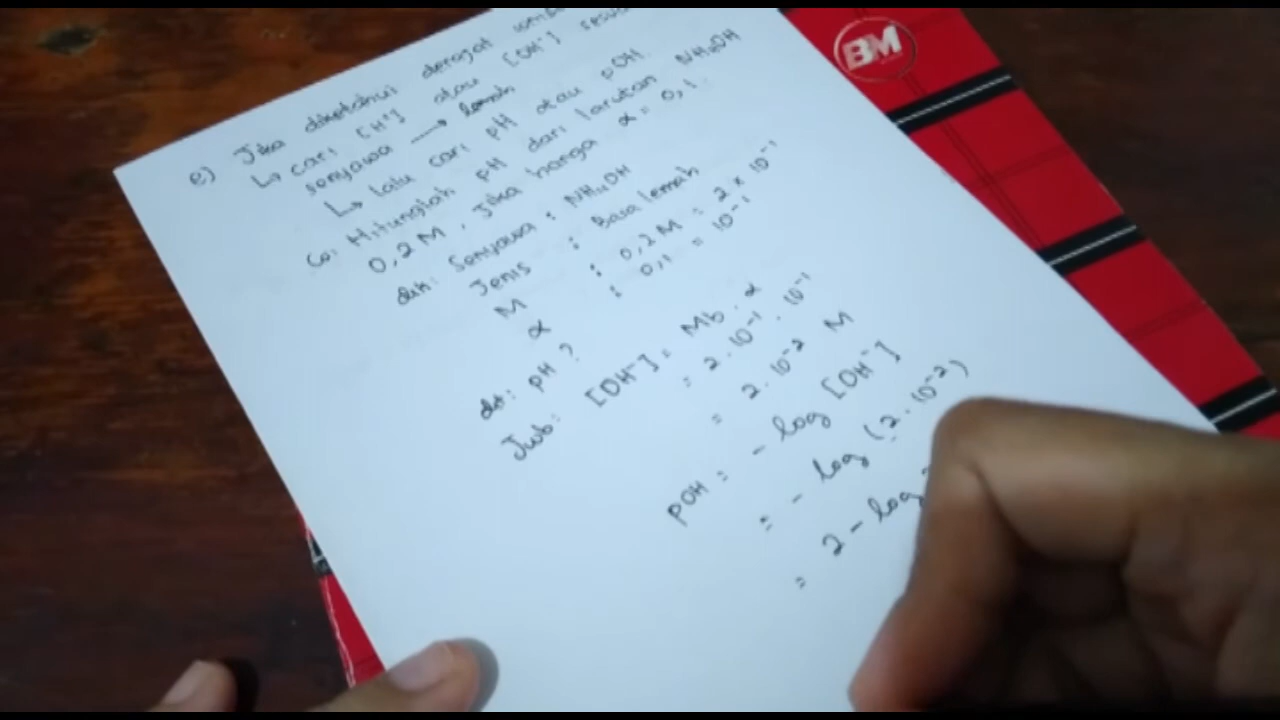 e) Jika diketahui derajat
↳ cari [H⁺] atau [OH⁻] sesuai
senyawa → lemah
↳ lalu cari pH atau pOH
Co: Hitunglah pH dari larutan NH₄OH
0,2 M, jika harga α = 0,1.
dik: Senyawa : NH₄OH
Jenis : Basa lemah
M : 0,2 M = 2 × 10⁻¹
α : 0,1 = 10⁻¹
dit: pH ?
Jwb: [OH⁻] = Mb . α
= 2 . 10⁻¹ . 10⁻¹
= 2 . 10⁻² M
pOH = - log [OH⁻]
= - log (2 . 10⁻²)
= 2 - log
BM